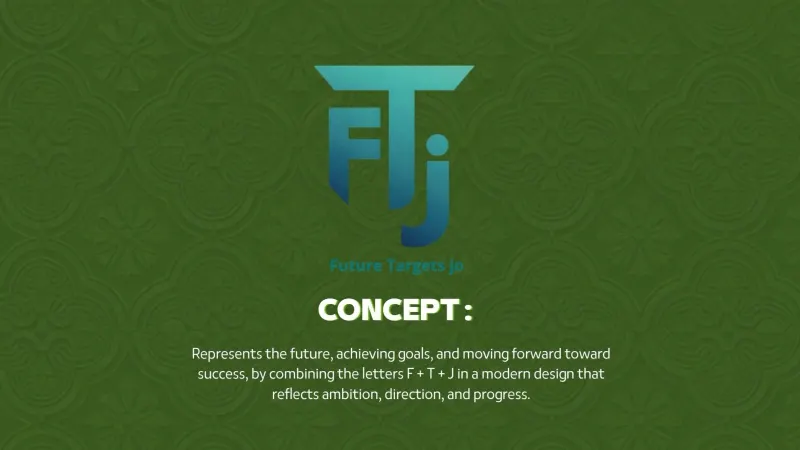 FTj
Future Targets jp
CONCEPT :
Represents the future, achieving goals, and moving forward toward
success, by combining the letters F + T + J in a modern design that
reflects ambition, direction, and progress.